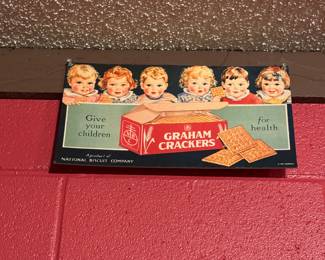 Give
your
children
for
health
GRAHAM
CRACKERS
A product of
NATIONAL BISCUIT COMPANY